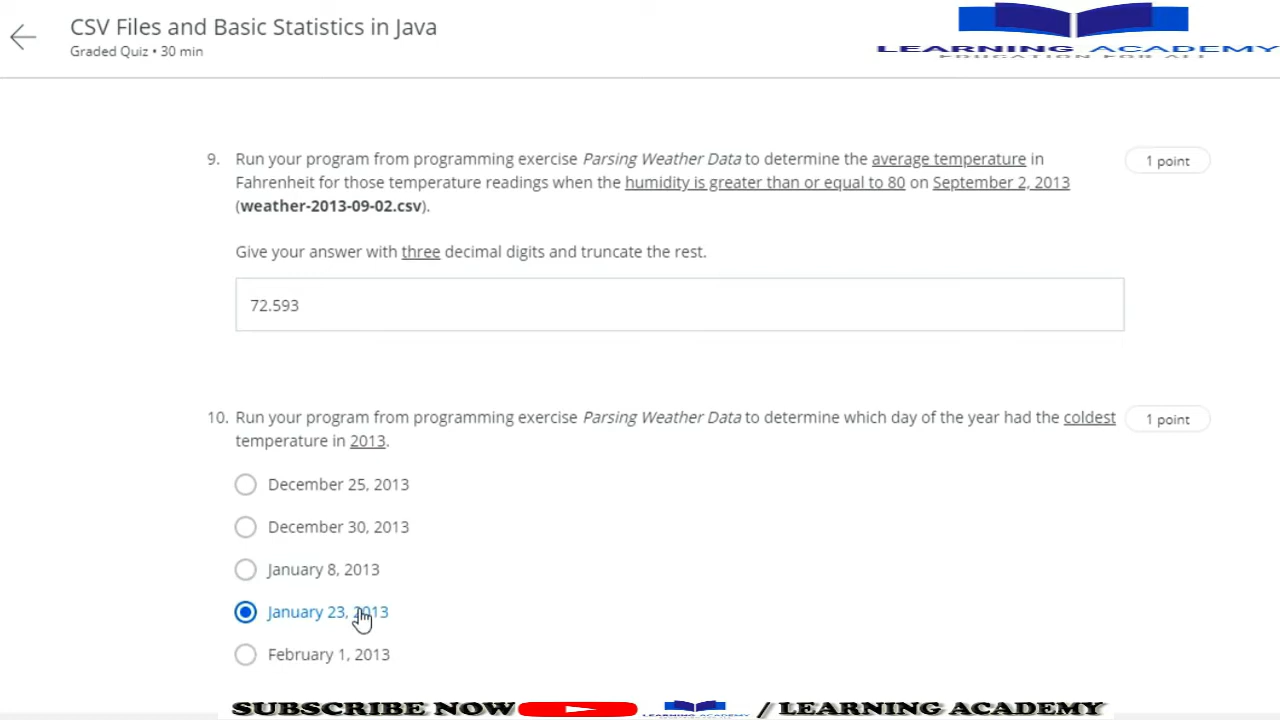 CSV Files and Basic Statistics in Java
Graded Quiz • 30 min
LEARNING ACADEMY
EDUCATION FOR ALL
9. Run your program from programming exercise Parsing Weather Data to determine the average temperature in
1 point
Fahrenheit for those temperature readings when the humidity is greater than or equal to 80 on September 2, 2013
(weather-2013-09-02.csv).
Give your answer with three decimal digits and truncate the rest.
72.593
10. Run your program from programming exercise Parsing Weather Data to determine which day of the year had the coldest
1 point
temperature in 2013.
December 25, 2013
December 30, 2013
January 8, 2013
January 23, 2013
February 1, 2013
SUBSCRIBE NOW LEARNING ACADEMY / LEARNING ACADEMY